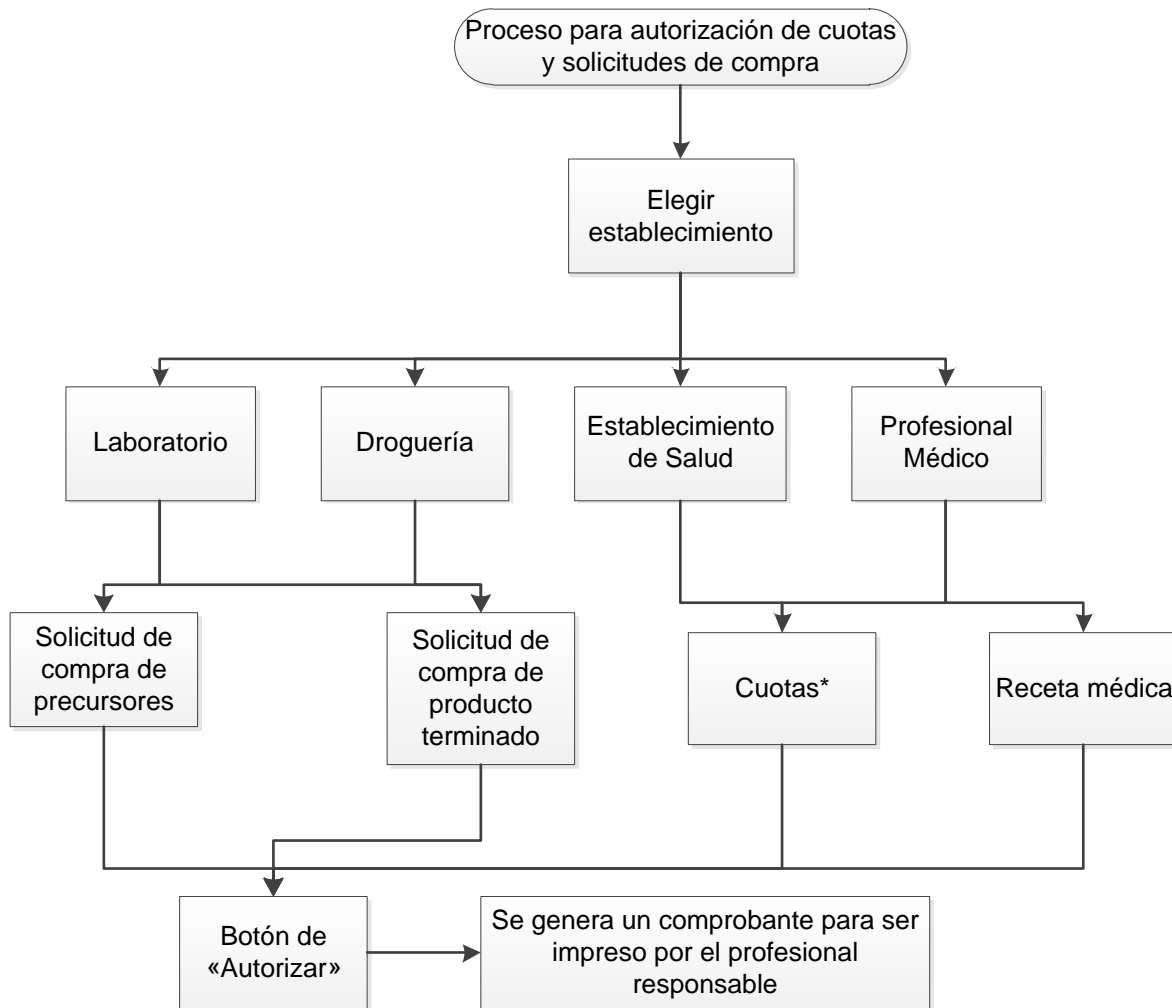 Proceso para autorización de cuotas
y solicitudes de compra
Elegir
establecimiento
Laboratorio
Droguería
Establecimiento
de Salud
Profesional
Médico
Solicitud de
compra de
precursores
Solicitud de
compra de
producto
terminado
Cuotas*
Receta médica
Botón de
«Autorizar»
Se genera un comprobante para ser
impreso por el profesional
responsable